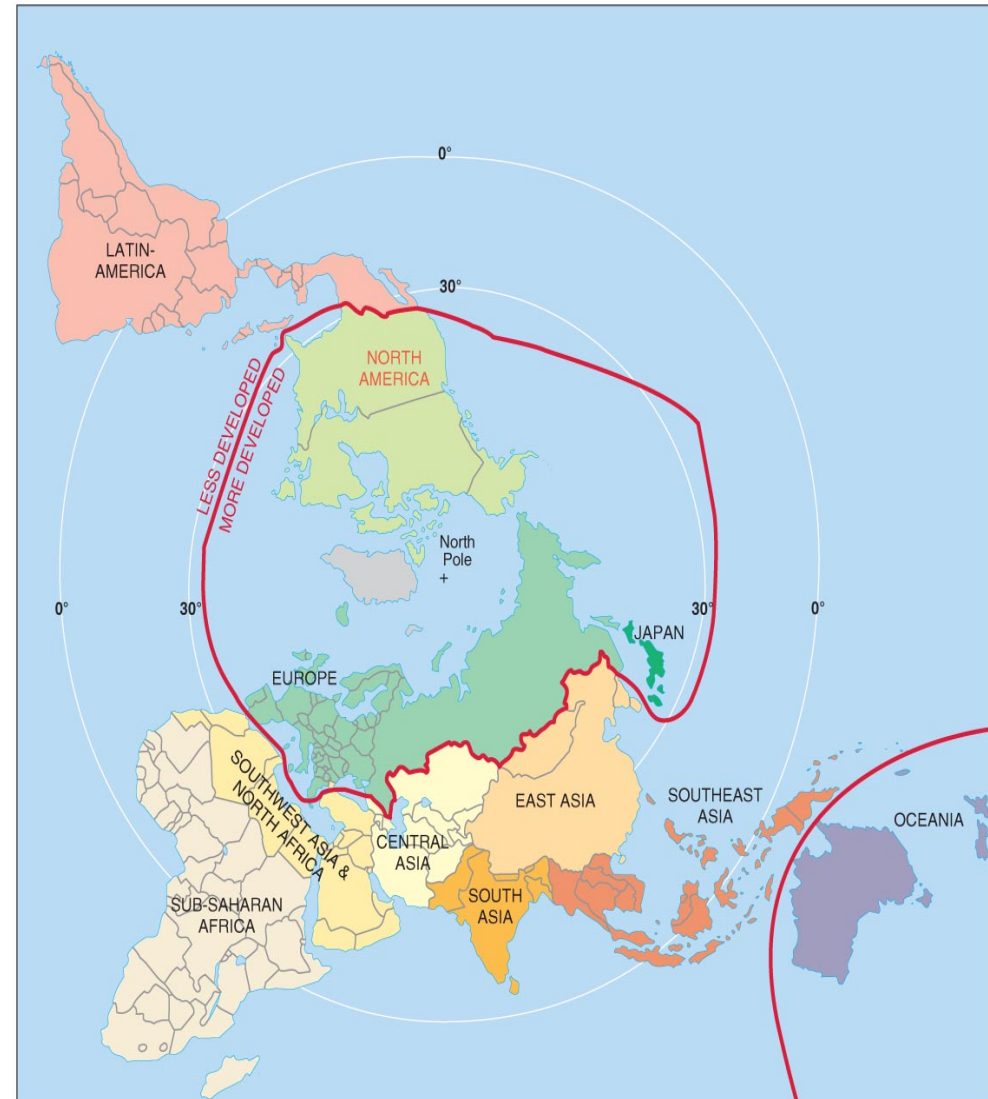 0°
LATIN-
AMERICA
30°
NORTH
AMERICA
LESS DEVELOPED
MORE DEVELOPED
North
Pole
+
0°
30°
30°
0°
JAPAN
EUROPE
SOUTHWEST ASIA &
NORTH AFRICA
EAST ASIA
SOUTHEAST
ASIA
OCEANIA
CENTRAL
ASIA
SOUTH
ASIA
SUB-SAHARAN
AFRICA